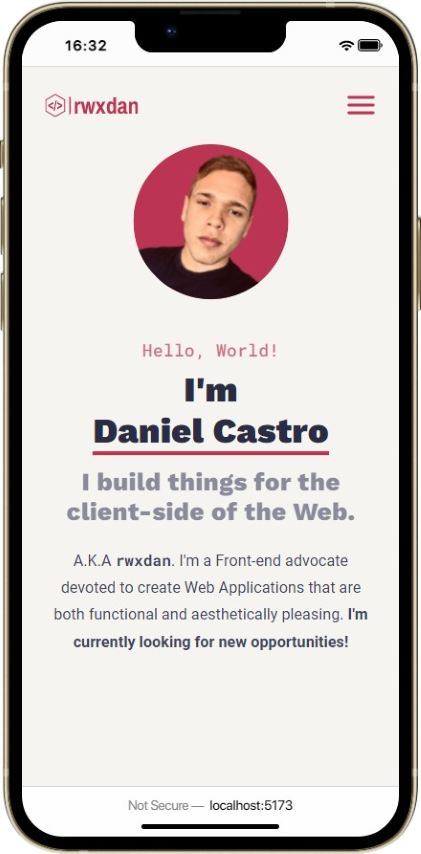 16:32
</>|rwxdan
Hello, World!
I'm
Daniel Castro
I build things for the
client-side of the Web.
A.K.A rwxdan. I'm a Front-end advocate
devoted to create Web Applications that are
both functional and aesthetically pleasing. I'm
currently looking for new opportunities!
Not Secure — localhost:5173